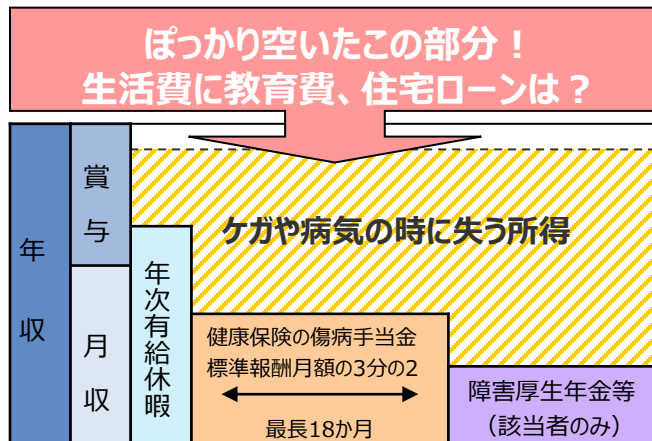 ぽっかり空いたこの部分！
生活費に教育費、住宅ローンは？
年収
賞与
月収
年次有給休暇
ケガや病気の時に失う所得
健康保険の傷病手当金
標準報酬月額の3分の2
最長18か月
障害厚生年金等
（該当者のみ）